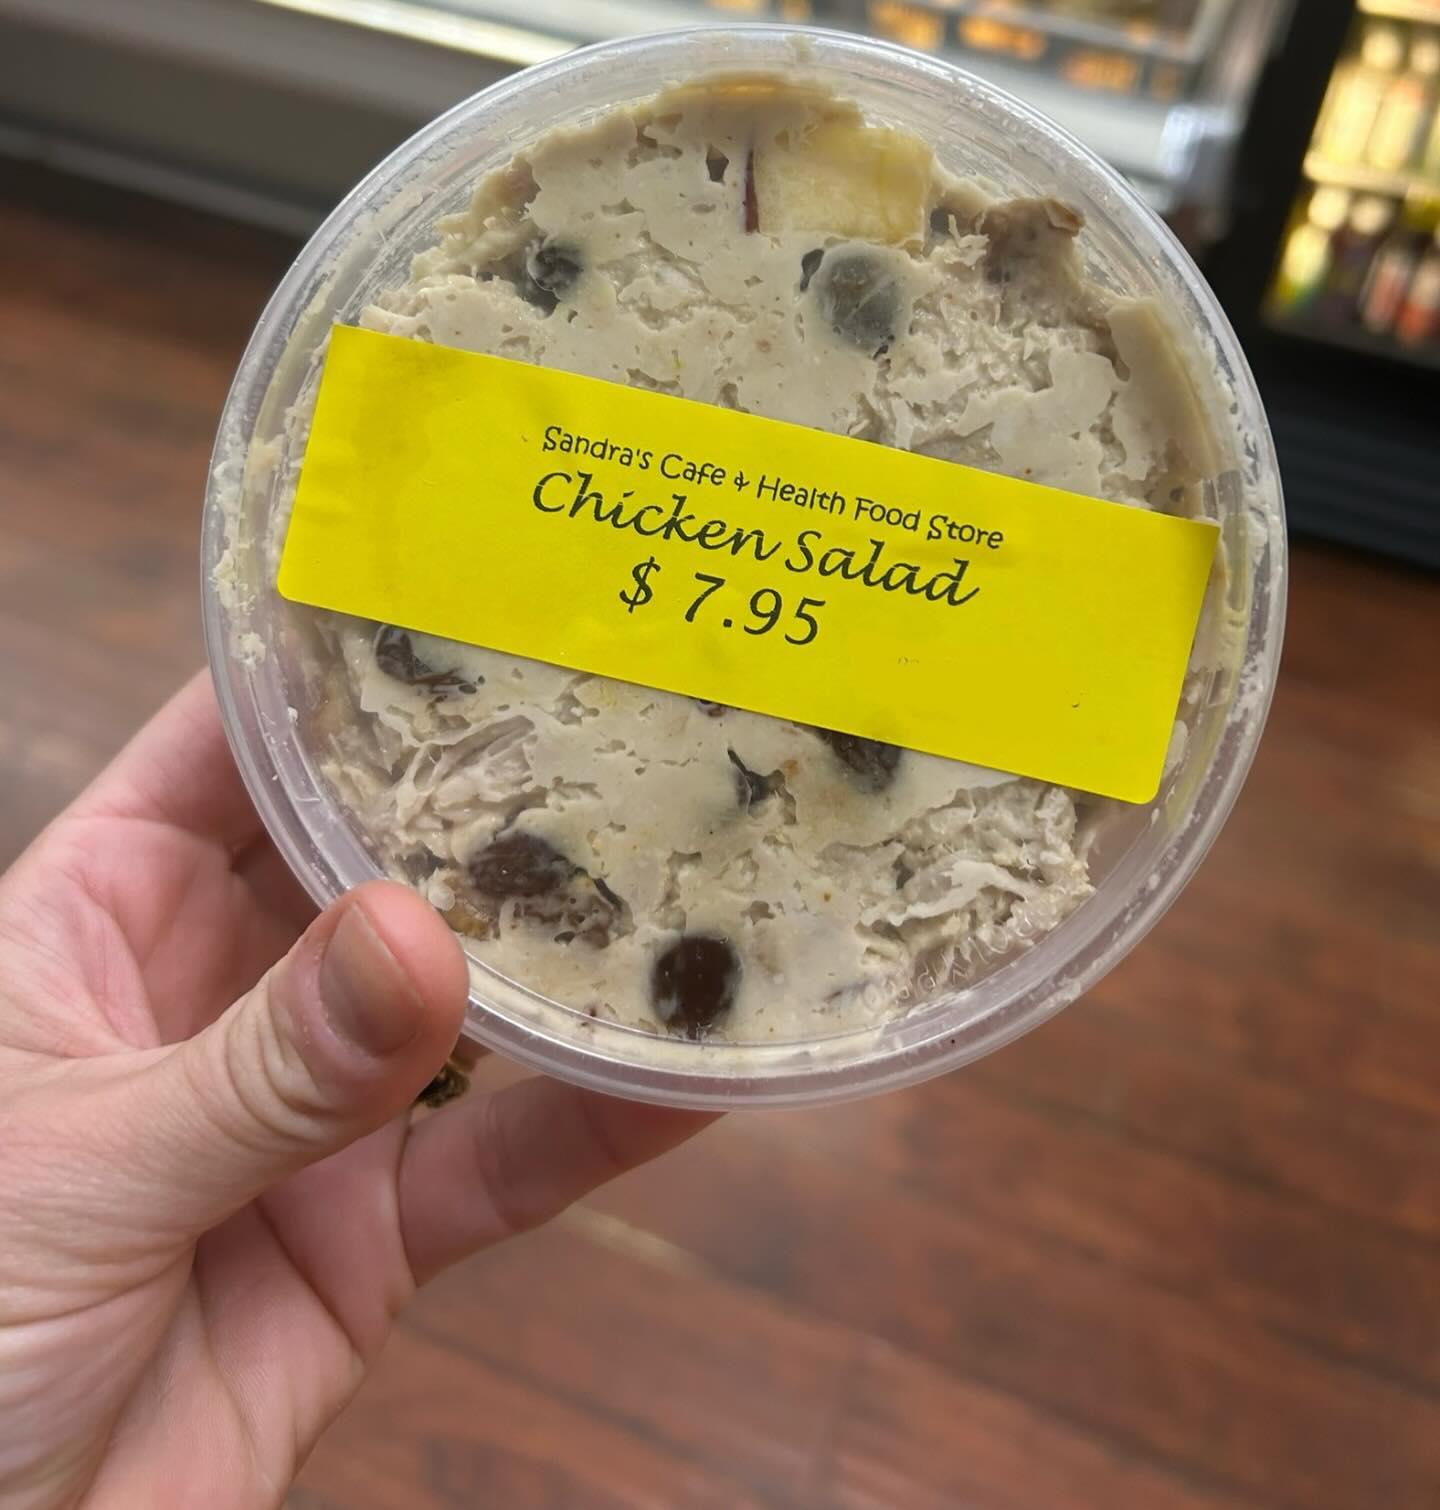 Sandra's Cafe & Health Food Store
Chicken Salad
$ 7.95